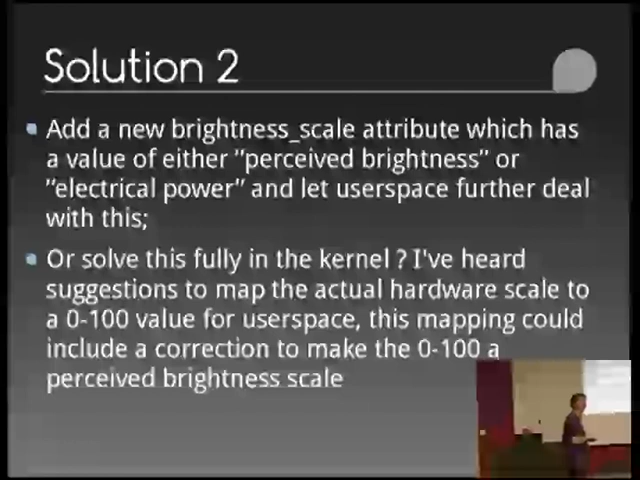 Solution 2
Add a new brightness_scale attribute which has
a value of either "perceived brightness" or
"electrical power" and let userspace further deal
with this;
Or solve this fully in the kernel ? I've heard
suggestions to map the actual hardware scale to
a 0-100 value for userspace, this mapping could
include a correction to make the 0-100 a
perceived brightness scale